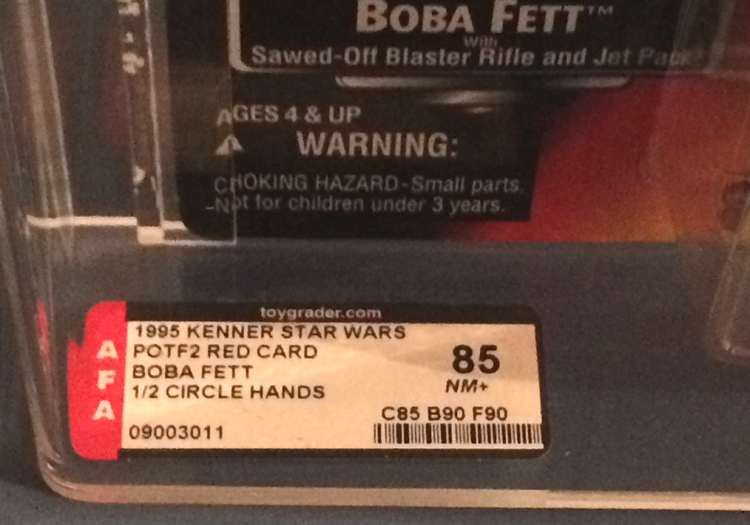 BOBA FETT™
With
Sawed-Off Blaster Rifle and Jet Pack
AGES 4 & UP
WARNING:
CHOKING HAZARD-Small parts.
Not for children under 3 years.
toygrader.com
AFA
1995 KENNER STAR WARS
POTF2 RED CARD
BOBA FETT
1/2 CIRCLE HANDS
85
NM+
C85 B90 F90
09003011